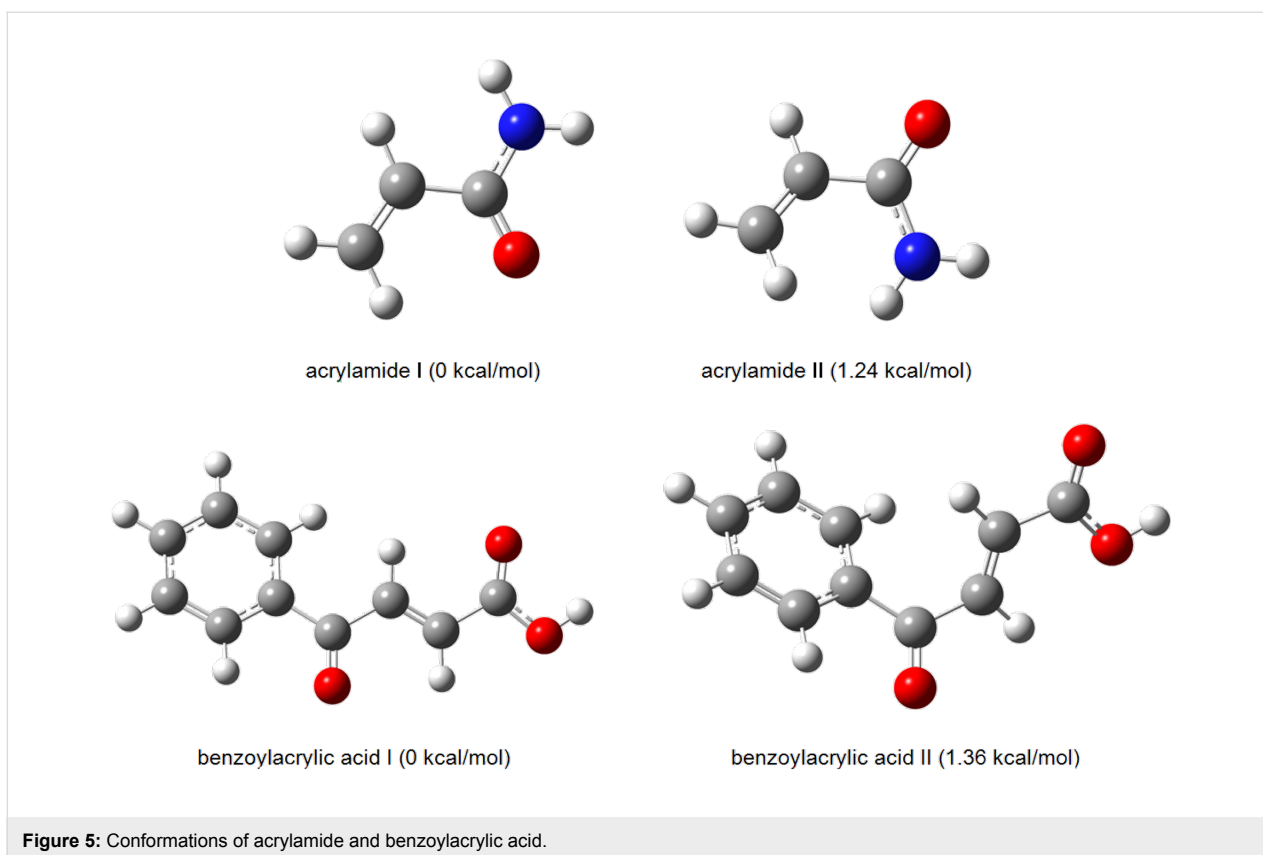 acrylamide I (0 kcal/mol)
acrylamide II (1.24 kcal/mol)
benzoylacrylic acid I (0 kcal/mol)
benzoylacrylic acid II (1.36 kcal/mol)
Figure 5: Conformations of acrylamide and benzoylacrylic acid.